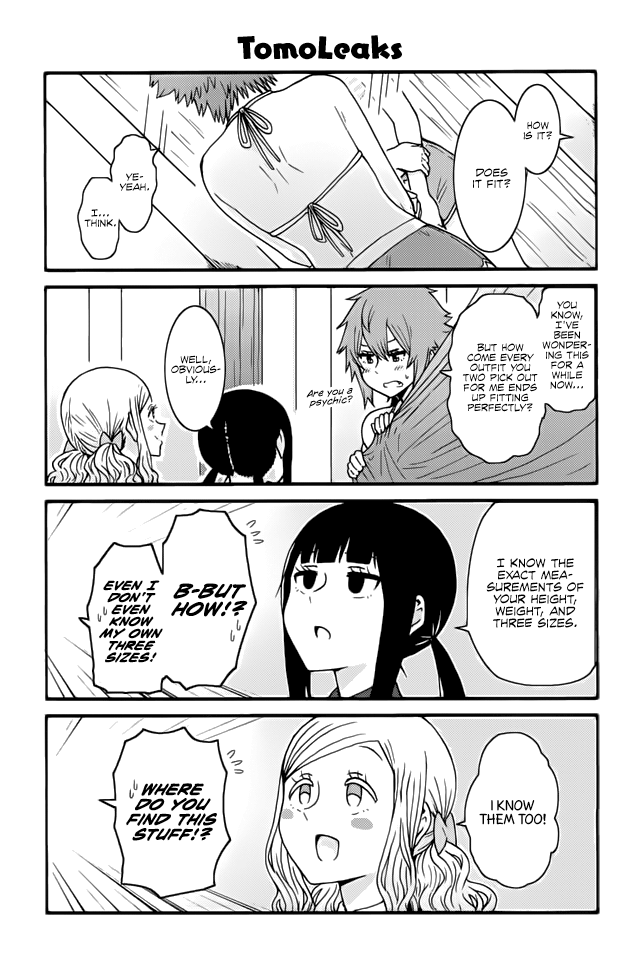 TomoLeaks
HOW
IS IT?
DOES
IT FIT?
YE-
YEAH.
I...
THINK.
YOU
KNOW,
I'VE
BEEN
WONDER-
ING THIS
FOR A
WHILE
NOW...
BUT HOW
COME EVERY
OUTFIT YOU
TWO PICK OUT
FOR ME ENDS
UP FITTING
PERFECTLY?
Are you a
psychic?
WELL,
OBVIOUS-
LY...
I KNOW THE
EXACT MEA-
SUREMENTS OF
YOUR HEIGHT,
WEIGHT, AND
THREE SIZES.
B-BUT
HOW!?
EVEN I
DON'T
EVEN
KNOW
MY OWN
THREE
SIZES!
I KNOW
THEM TOO!
WHERE
DO YOU
FIND THIS
STUFF!?